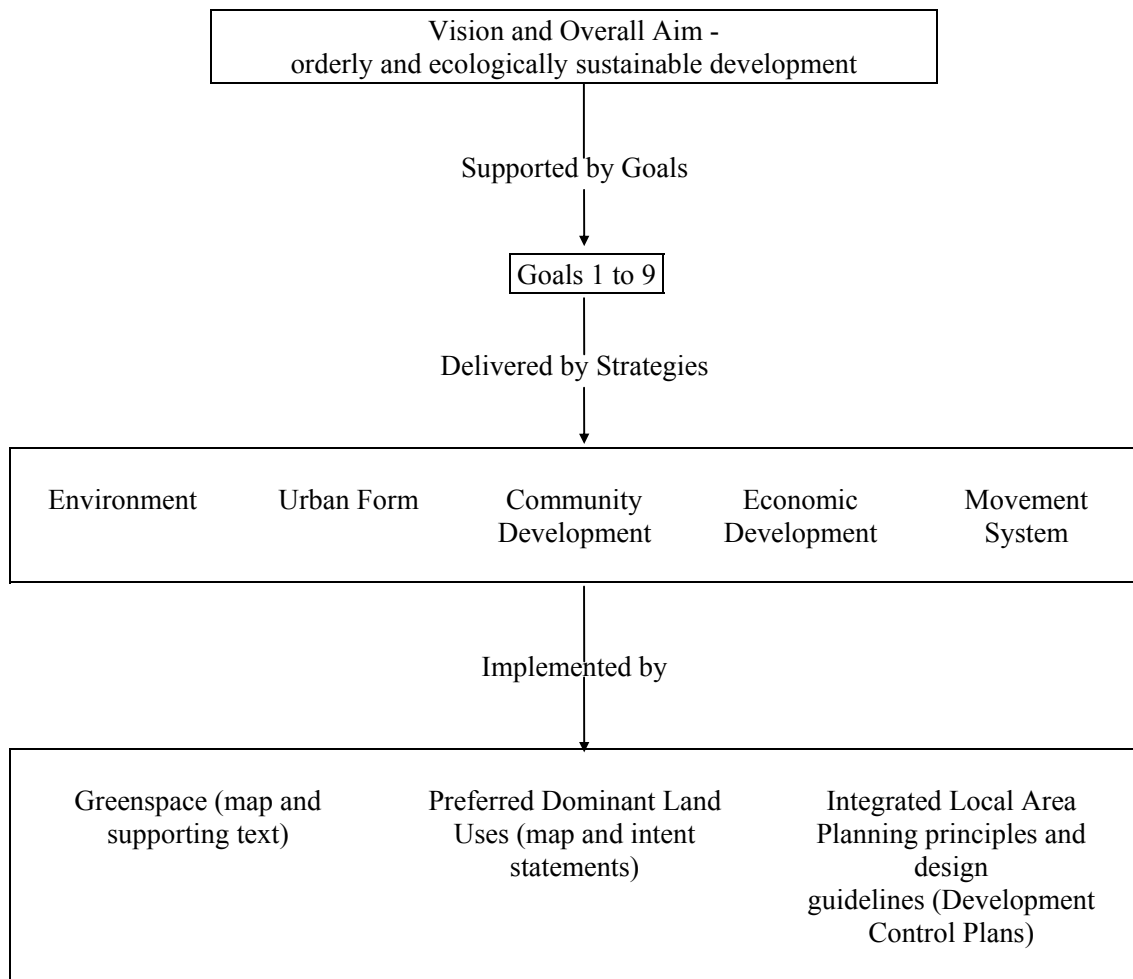 Vision and Overall Aim -
orderly and ecologically sustainable development
Supported by Goals
Goals 1 to 9
Delivered by Strategies
Environment
Urban Form
Community
Development
Economic
Development
Movement
System
Implemented by
Greenspace (map and
supporting text)
Preferred Dominant Land
Uses (map and intent
statements)
Integrated Local Area
Planning principles and
design
guidelines (Development
Control Plans)